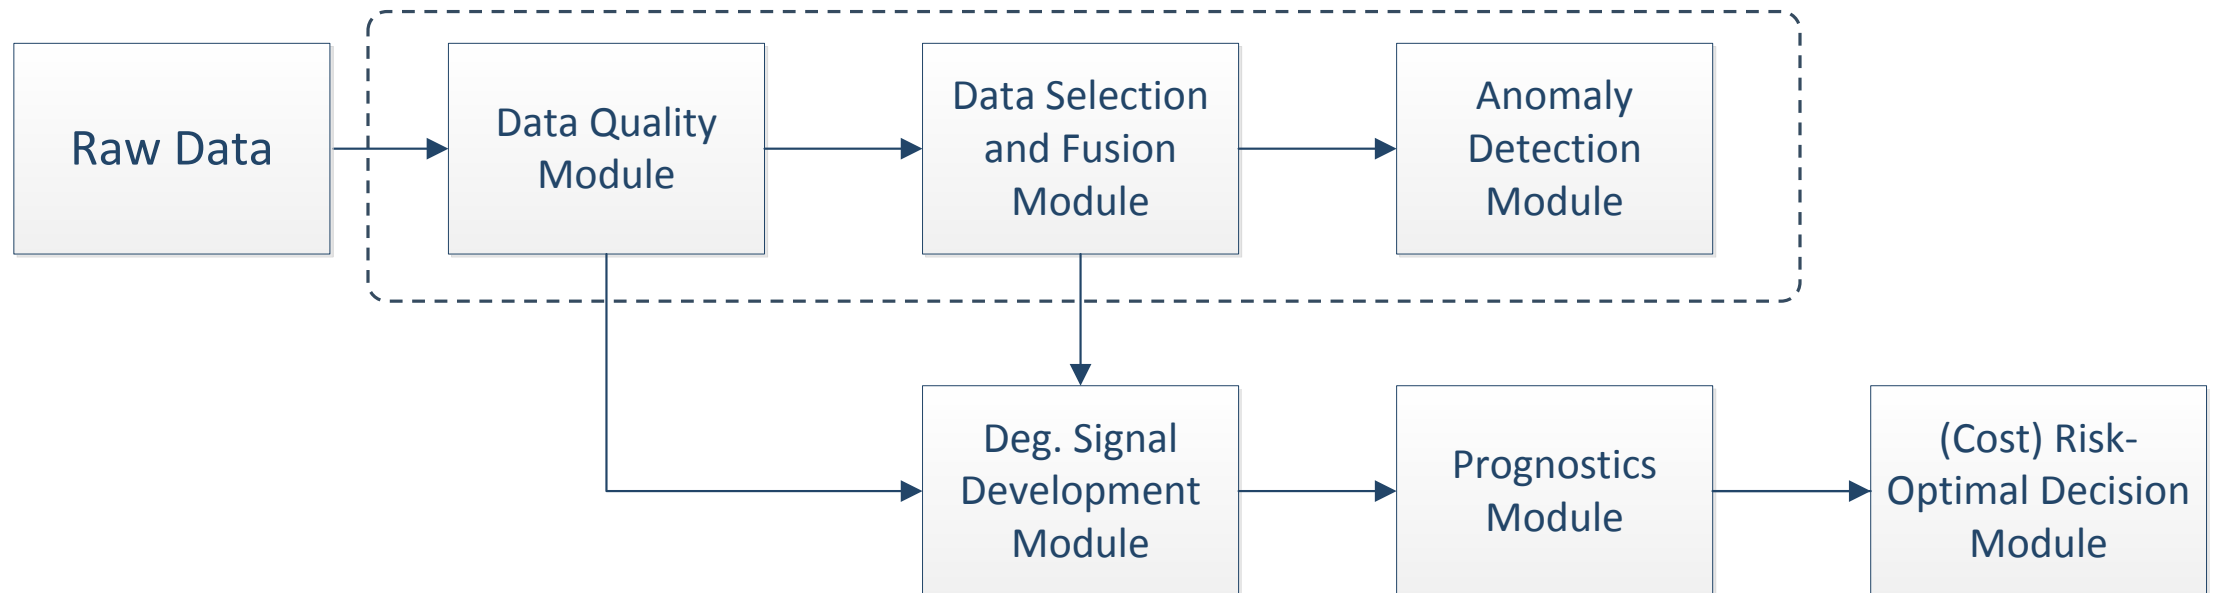 Raw Data
Data Quality
Module
Data Selection
and Fusion
Module
Anomaly
Detection
Module
Deg. Signal
Development
Module
Prognostics
Module
(Cost) Risk-
Optimal Decision
Module